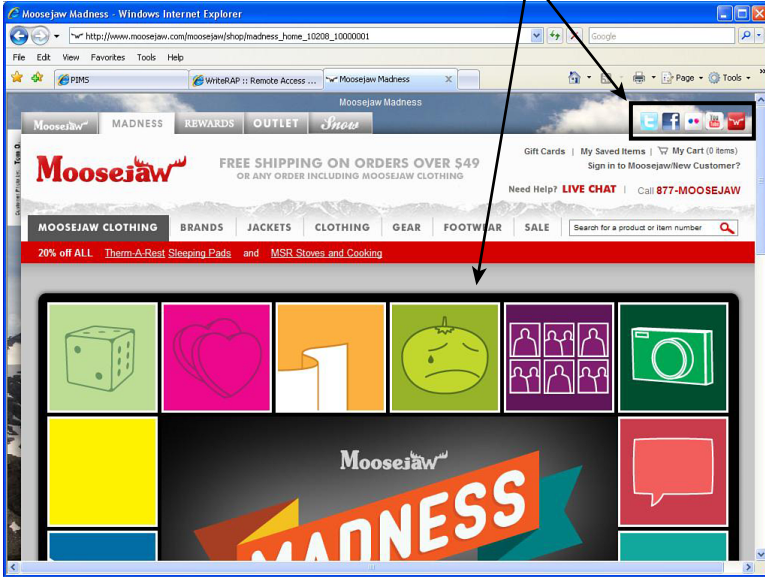 Moosejaw Madness - Windows Internet Explorer
http://www.moosejaw.com/moosejaw/shop/madness_home_10208_10000001
Google
File Edit View Favorites Tools Help
PIMS
WriteRAP :: Remote Access ...
Moosejaw Madness
X
Page
Tools
»
Moosejaw Madness
Moosejaw
MADNESS
REWARDS
OUTLET
Snow
You Tube
Gift Cards | My Saved Items | My Cart (0 items)
Sign in to Moosejaw/New Customer?
Moosejaw
FREE SHIPPING ON ORDERS OVER $49
OR ANY ORDER INCLUDING MOOSEJAW CLOTHING
Need Help? LIVE CHAT | Call 877-MOOSEJAW
MOOSEJAW CLOTHING
BRANDS
JACKETS
CLOTHING
GEAR
FOOTWEAR
SALE
Search for a product or item number
20% off ALL Therm-A-Rest Sleeping Pads and MSR Stoves and Cooking
Moosejaw
MADNESS